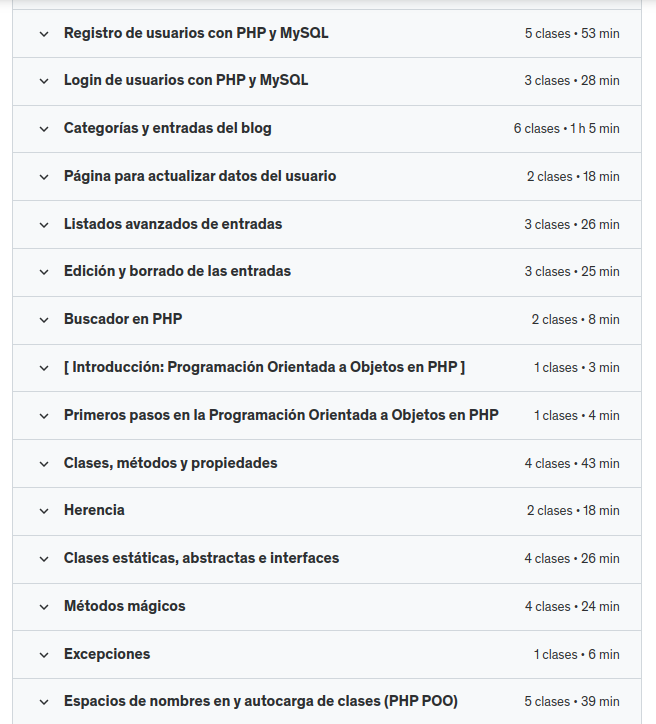 Registro de usuarios con PHP y MySQL 5 clases • 53 min
Login de usuarios con PHP y MySQL 3 clases • 28 min
Categorías y entradas del blog 6 clases • 1 h 5 min
Página para actualizar datos del usuario 2 clases • 18 min
Listados avanzados de entradas 3 clases • 26 min
Edición y borrado de las entradas 3 clases • 25 min
Buscador en PHP 2 clases • 8 min
[ Introducción: Programación Orientada a Objetos en PHP ] 1 clases • 3 min
Primeros pasos en la Programación Orientada a Objetos en PHP 1 clases • 4 min
Clases, métodos y propiedades 4 clases • 43 min
Herencia 2 clases • 18 min
Clases estáticas, abstractas e interfaces 4 clases • 26 min
Métodos mágicos 4 clases • 24 min
Excepciones 1 clases • 6 min
Espacios de nombres en y autocarga de clases (PHP POO) 5 clases • 39 min